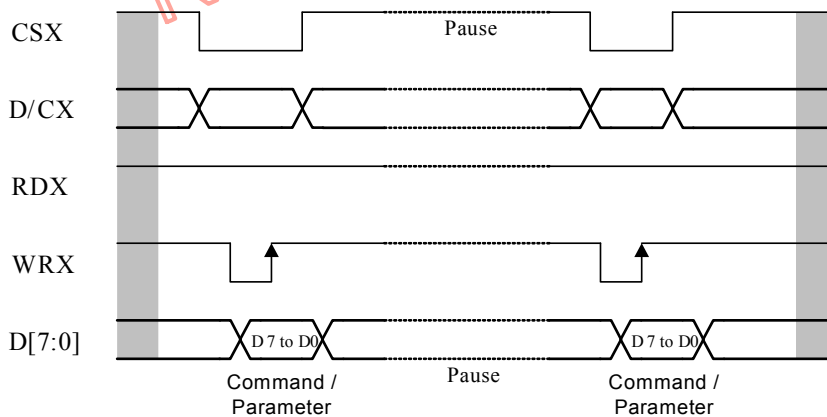 CSX
Pause
D/CX
RDX
WRX
D[7:0]
D 7 to D0
D 7 to D0
Command /
Parameter
Pause
Command /
Parameter